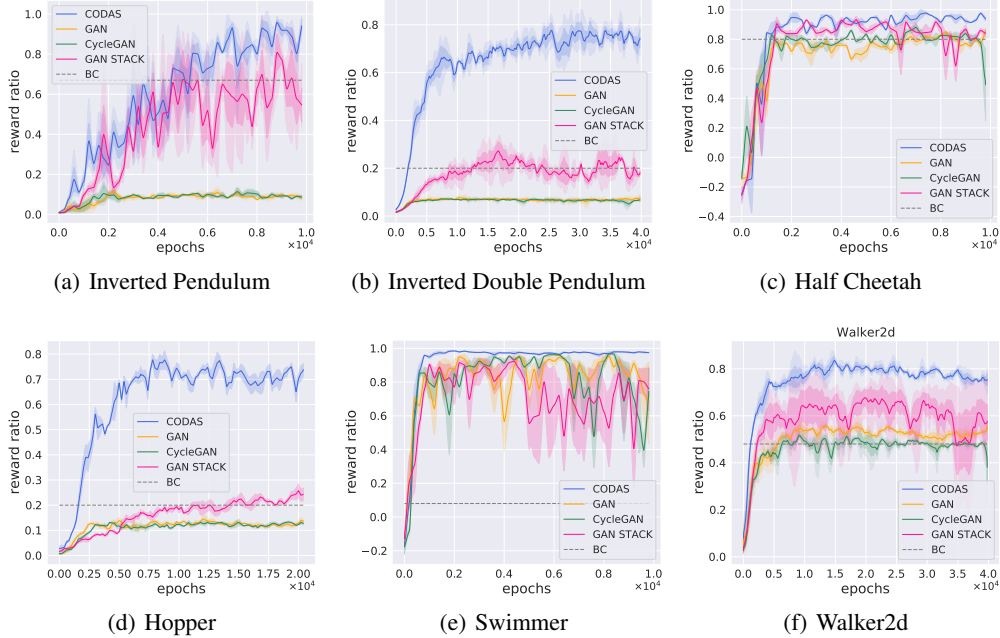 CODAS
GAN
CycleGAN
GAN STACK
BC
reward ratio
1.0
0.8
0.6
0.4
0.2
0.0
0.0 0.2 0.4 0.6 0.8 1.0
×10⁴
epochs
(a) Inverted Pendulum
reward ratio
0.8
0.6
0.4
0.2
0.0
CODAS
GAN
CycleGAN
GAN STACK
BC
0.0 0.5 1.0 1.5 2.0 2.5 3.0 3.5 4.0
×10⁴
epochs
(b) Inverted Double Pendulum
reward ratio
1.0
0.8
0.6
0.4
0.2
0.0
−0.2
−0.4
CODAS
GAN
CycleGAN
GAN STACK
BC
0.0 0.2 0.4 0.6 0.8 1.0
×10⁴
epochs
(c) Half Cheetah
reward ratio
0.8
0.7
0.6
0.5
0.4
0.3
0.2
0.1
0.0
CODAS
GAN
CycleGAN
GAN STACK
BC
0.00 0.25 0.50 0.75 1.00 1.25 1.50 1.75 2.00
×10⁴
epochs
(d) Hopper
reward ratio
1.0
0.8
0.6
0.4
0.2
0.0
−0.2
CODAS
GAN
CycleGAN
GAN STACK
BC
0.0 0.2 0.4 0.6 0.8 1.0
×10⁴
epochs
(e) Swimmer
Walker2d
reward ratio
0.8
0.6
0.4
0.2
0.0
CODAS
GAN
CycleGAN
GAN STACK
BC
0.0 0.5 1.0 1.5 2.0 2.5 3.0 3.5 4.0
×10⁴
epochs
(f) Walker2d